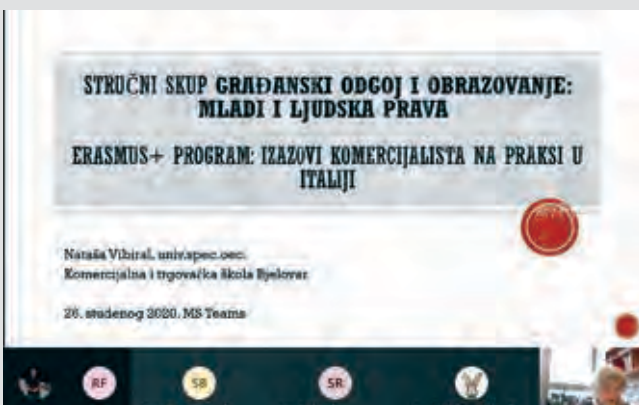 STRUČNI SKUP GRAĐANSKI ODGOJ I OBRAZOVANJE:
MLADI I LJUDSKA PRAVA
ERASMUS+ PROGRAM: IZAZOVI KOMERCIJALISTA NA PRAKSI U
ITALIJI
Nataša Vibiral, univ.spec.oec.
Komercijalna i trgovačka škola Bjelovar
26. studenog 2020. MS Teams
RF
SB
SR